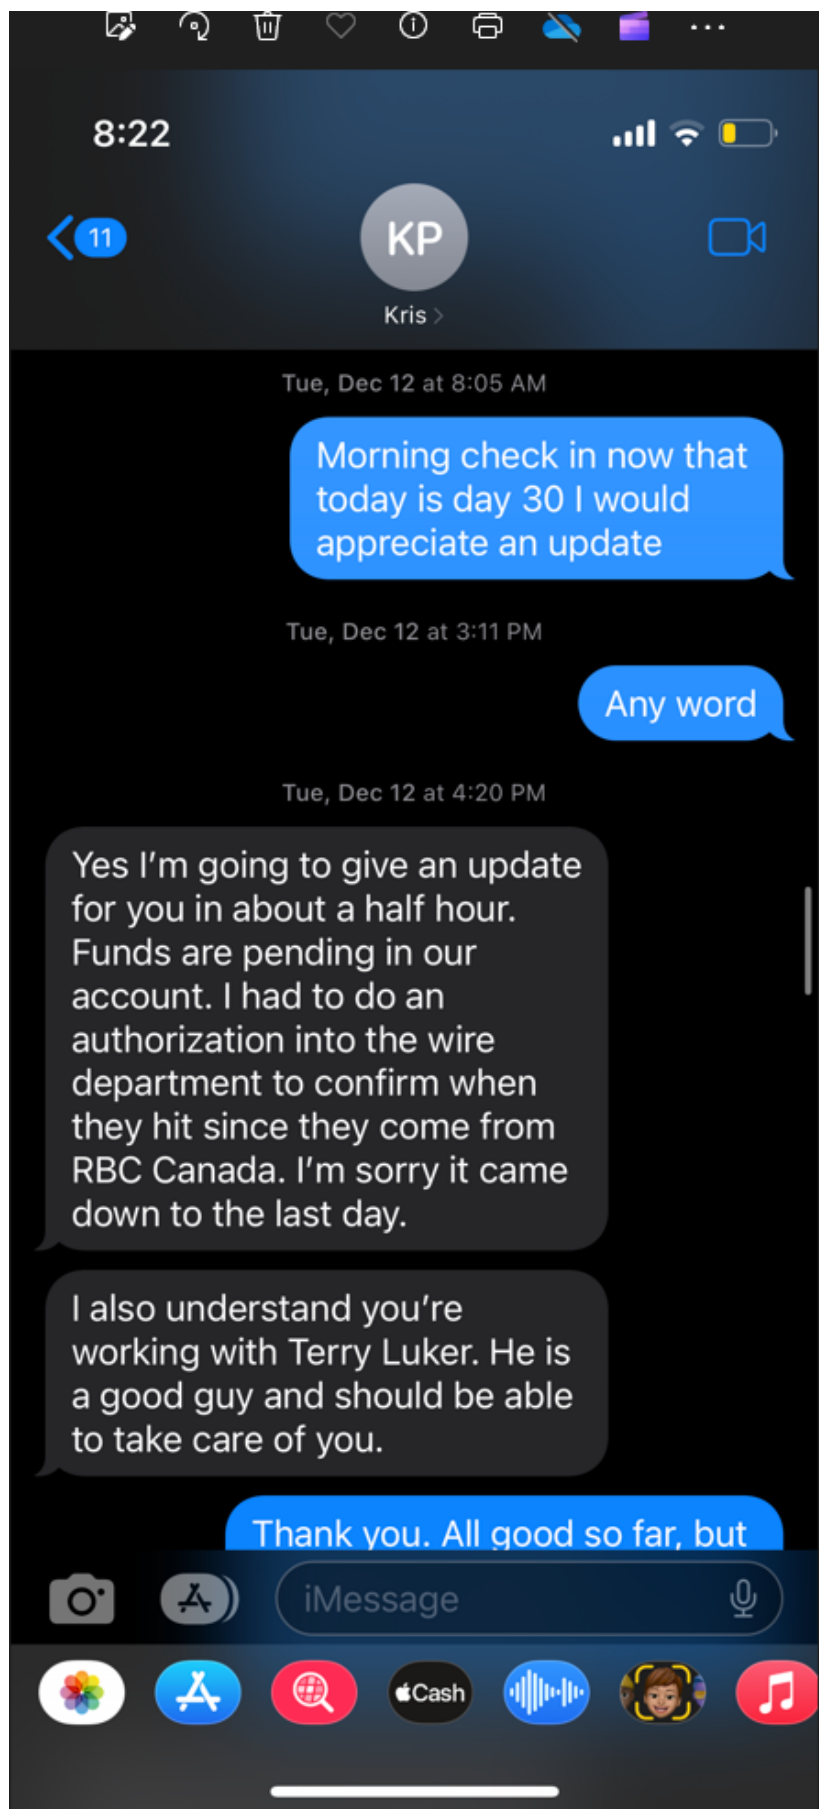 8:22
11
KP
Kris
Tue, Dec 12 at 8:05 AM
Morning check in now that
today is day 30 I would
appreciate an update
Tue, Dec 12 at 3:11 PM
Any word
Tue, Dec 12 at 4:20 PM
Yes I'm going to give an update
for you in about a half hour.
Funds are pending in our
account. I had to do an
authorization into the wire
department to confirm when
they hit since they come from
RBC Canada. I'm sorry it came
down to the last day.
I also understand you're
working with Terry Luker. He is
a good guy and should be able
to take care of you.
Thank you. All good so far, but
iMessage
Cash